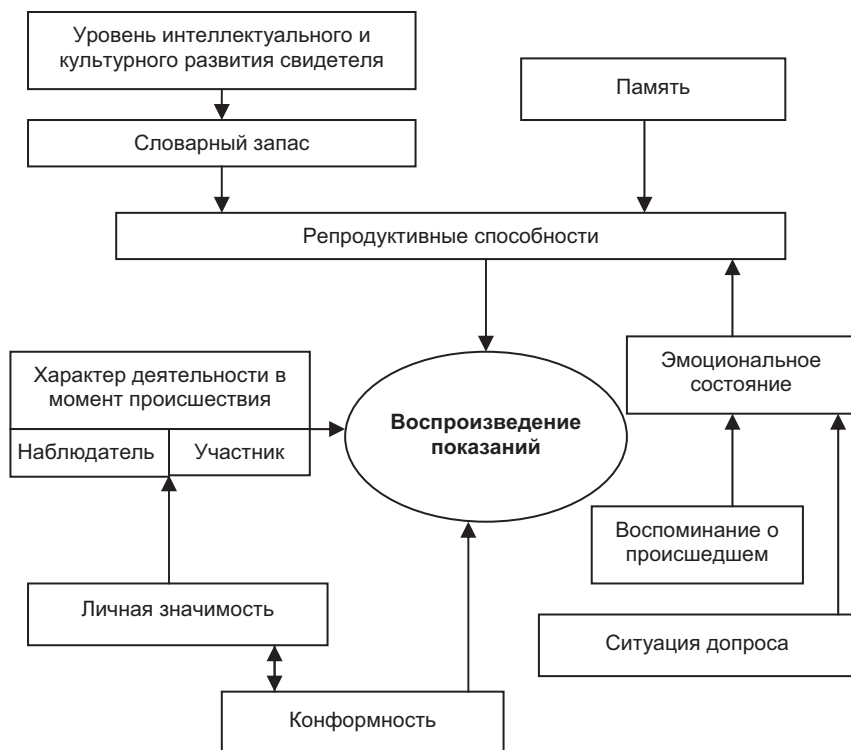 Уровень интеллектуального и
культурного развития свидетеля
Память
Словарный запас
Репродуктивные способности
Эмоциональное
состояние
Характер деятельности в
момент происшествия
Наблюдатель
Участник
Воспроизведение
показаний
Воспоминание о
происшедшем
Личная значимость
Ситуация допроса
Конформность